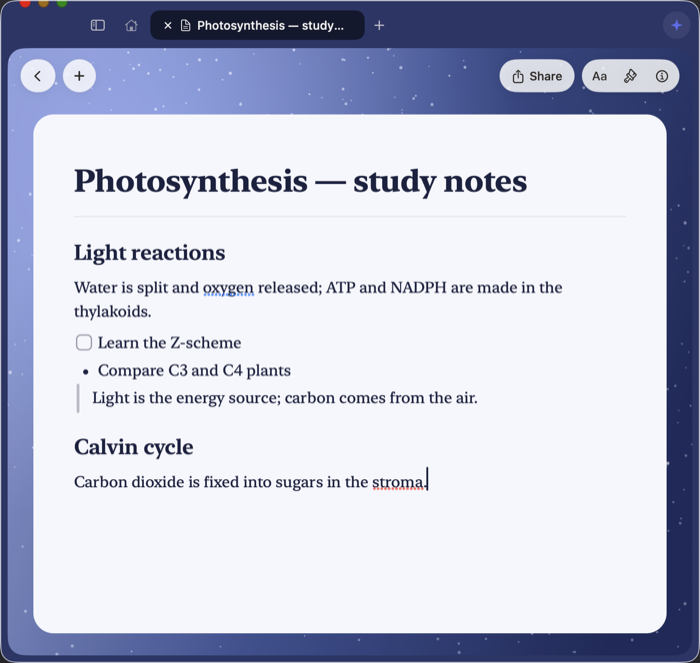 Photosynthesis — study...
Share
Aa
Photosynthesis — study notes
Light reactions
Water is split and oxygen released; ATP and NADPH are made in the
thylakoids.
Learn the Z-scheme
• Compare C3 and C4 plants
Light is the energy source; carbon comes from the air.
Calvin cycle
Carbon dioxide is fixed into sugars in the stroma.